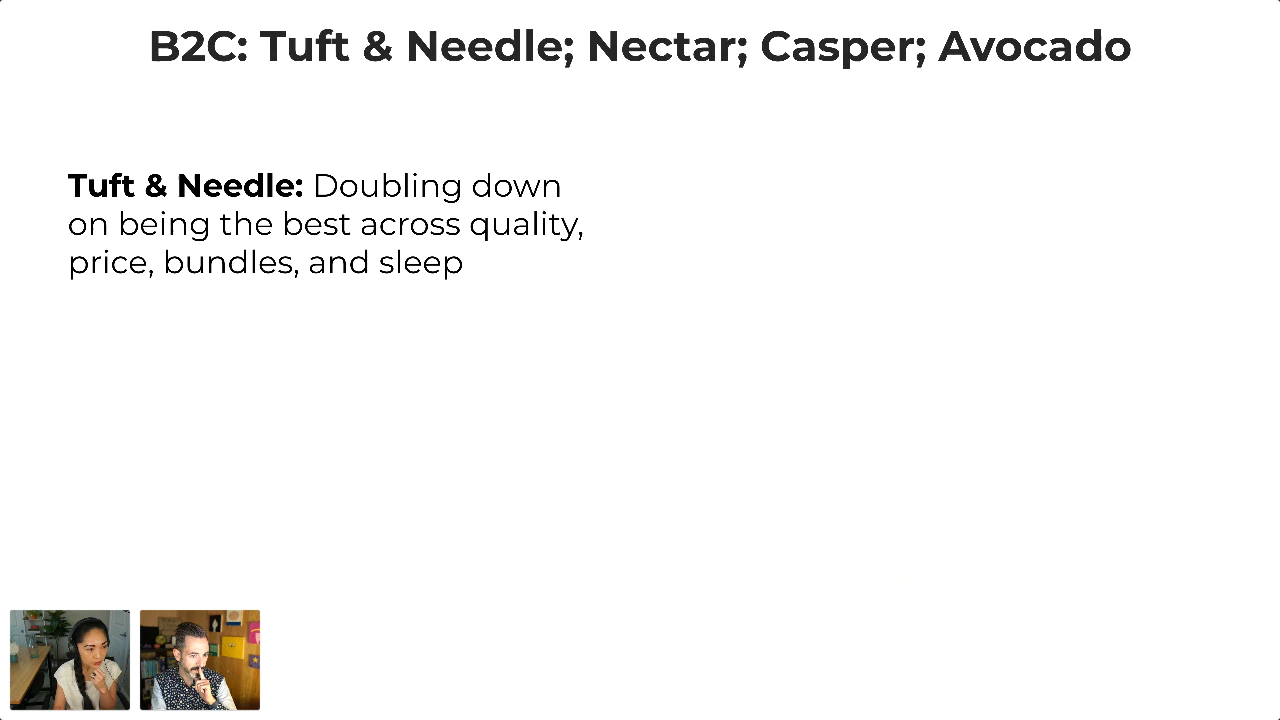 B2C: Tuft & Needle; Nectar; Casper; Avocado
Tuft & Needle: Doubling down
on being the best across quality,
price, bundles, and sleep